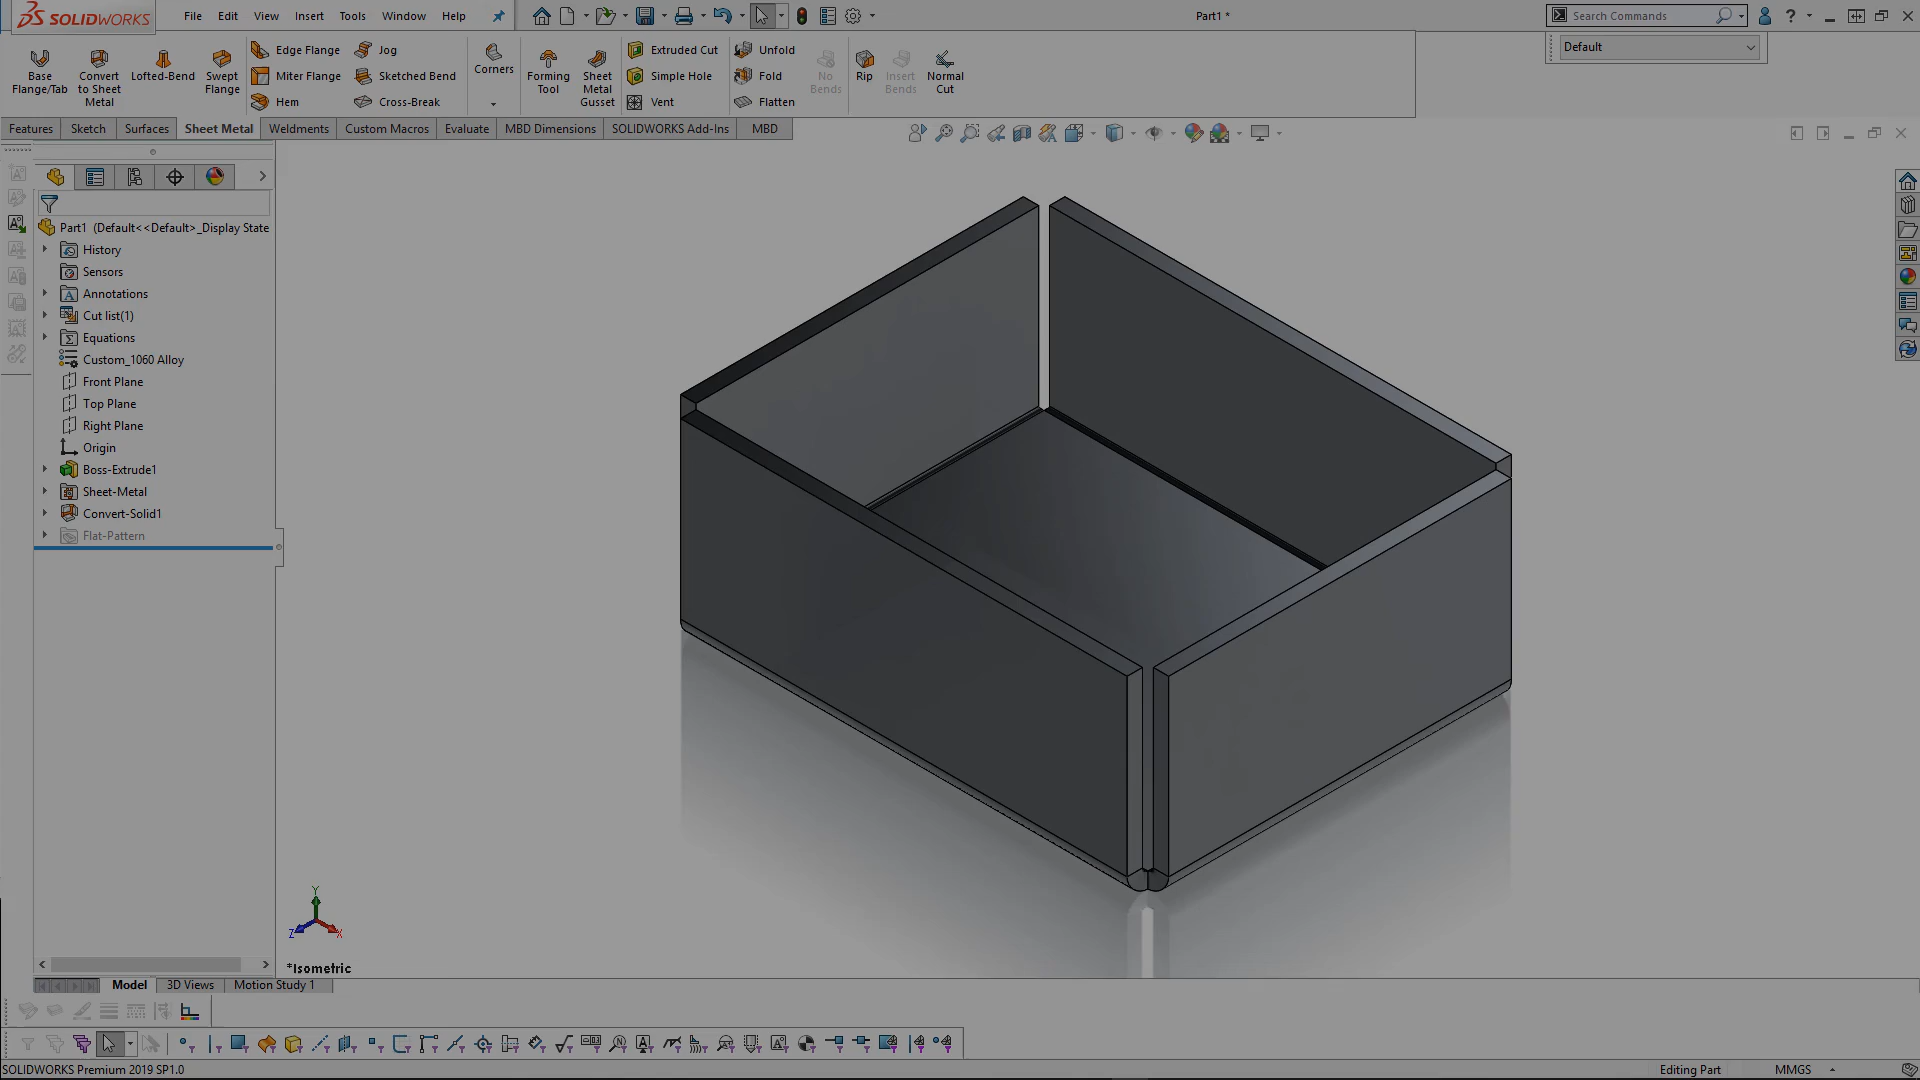 SOLIDWORKS
File Edit View Insert Tools Window Help
Part1 *
Search Commands
Default
Base Flange/Tab
Convert to Sheet Metal
Lofted-Bend
Swept Flange
Edge Flange
Miter Flange
Hem
Jog
Sketched Bend
Cross-Break
Corners
Forming Tool
Sheet Metal Gusset
Extruded Cut
Simple Hole
Vent
Unfold
Fold
Flatten
No Bends
Rip
Insert Bends
Normal Cut
Features Sketch Surfaces Sheet Metal Weldments Custom Macros Evaluate MBD Dimensions SOLIDWORKS Add-Ins MBD
Part1 (Default<<Default>_Display State
History
Sensors
Annotations
Cut list(1)
Equations
Custom_1060 Alloy
Front Plane
Top Plane
Right Plane
Origin
Boss-Extrude1
Sheet-Metal
Convert-Solid1
Flat-Pattern
Y
Z X
*Isometric
Model 3D Views Motion Study 1
SOLIDWORKS Premium 2019 SP1.0
Editing Part MMGS